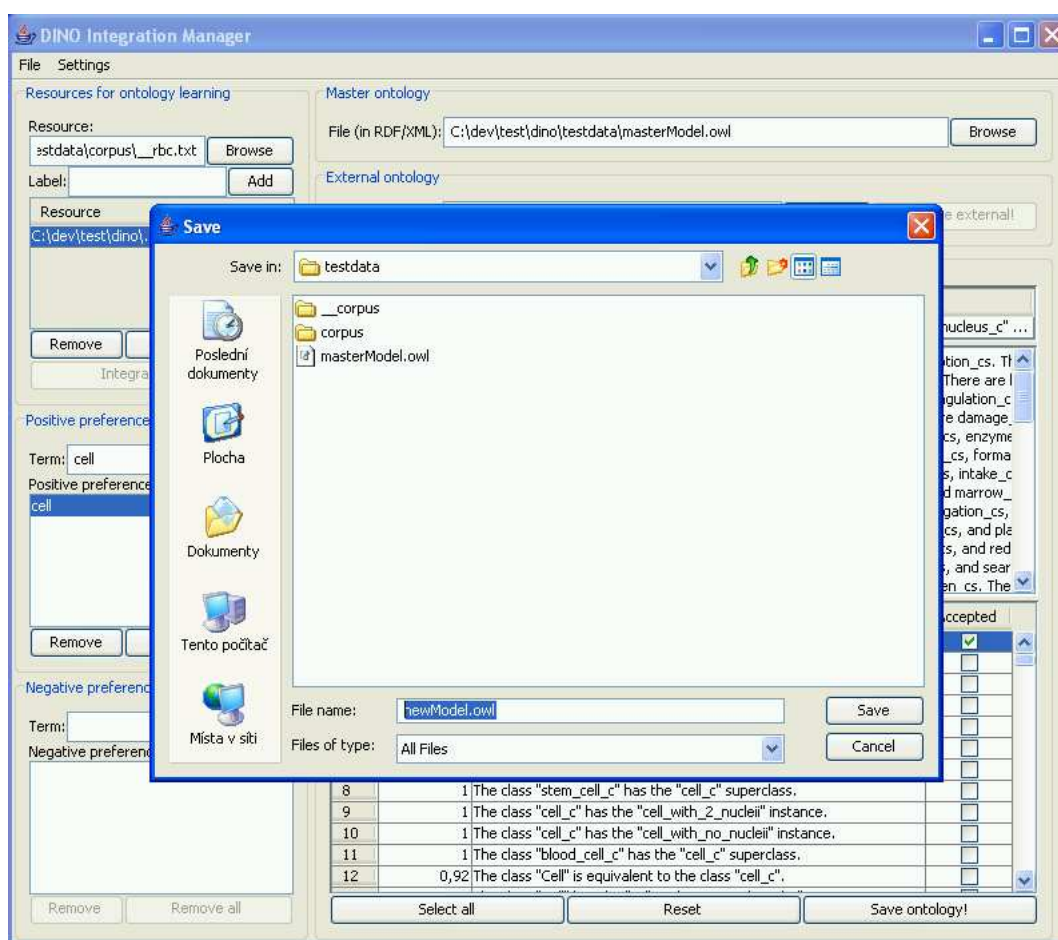 DINO Integration Manager
File Settings
Resources for ontology learning
Resource:
estdata\corpus\__rbc.txt Browse
Label: Add
Resource
C:\dev\test\dino\..
Remove
Integra
Positive preference
Term: cell
Positive preference
cell
Remove
Negative preferenc
Term:
Negative preferenc
Remove Remove all
Master ontology
File (in RDF/XML): C:\dev\test\dino\testdata\masterModel.owl Browse
External ontology
e external!
nucleus_c" ...
tion_cs. Th
There are l
gulation_c
re damage_
cs, enzyme
_cs, forma
s, intake_c
d marrow_
gation_cs,
cs, and pla
s, and red
, and sear
en_cs. The
Accepted
8 1 The class "stem_cell_c" has the "cell_c" superclass.
9 1 The class "cell_c" has the "cell_with_2_nucleii" instance.
10 1 The class "cell_c" has the "cell_with_no_nucleii" instance.
11 1 The class "blood_cell_c" has the "cell_c" superclass.
12 0,92 The class "Cell" is equivalent to the class "cell_c".
Select all Reset Save ontology!
Save
Save in: testdata
Poslední
dokumenty
Plocha
Dokumenty
Tento počítač
Místa v síti
__corpus
corpus
masterModel.owl
File name: newModel.owl Save
Files of type: All Files Cancel